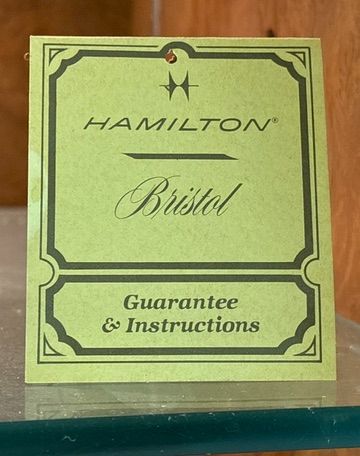 HAMILTON®
Bristol
Guarantee
& Instructions